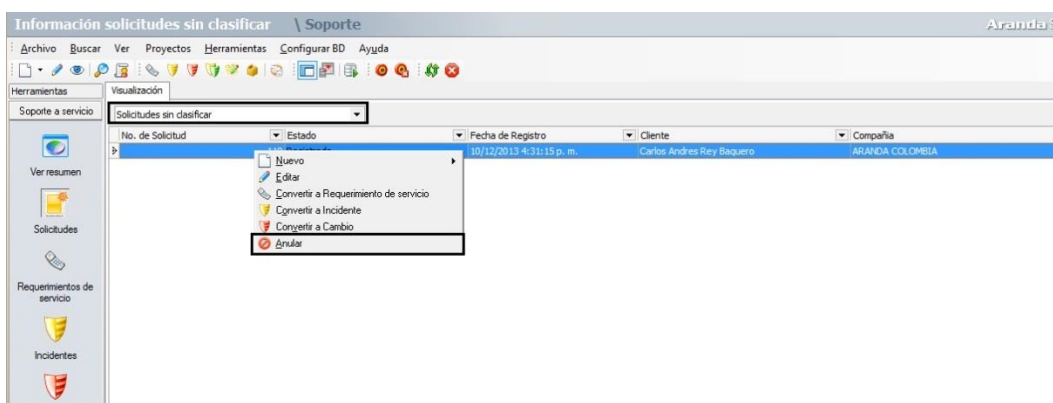 Información solicitudes sin clasificar \ Soporte
Aranda
Archivo Buscar Ver Proyectos Herramientas Configurar BD Ayuda
Herramientas
Visualización
Soporte a servicio
Solicitudes sin clasificar
No. de Solicitud Estado Fecha de Registro Cliente Compañia
Registrado 10/12/2013 4:31:15 p. m. Carlos Andres Rey Baquero ARANDA COLOMBIA
Nuevo
Editar
Convertir a Requerimiento de servicio
Convertir a Incidente
Convertir a Cambio
Anular
Ver resumen
Solicitudes
Requerimientos de
servicio
Incidentes